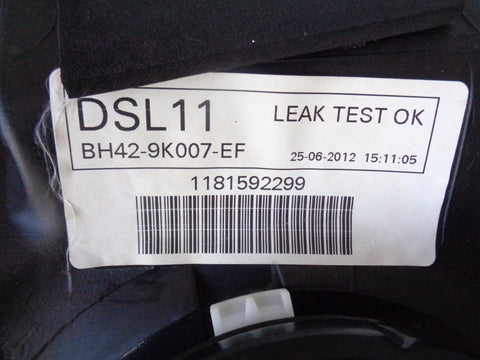 DSL11 LEAK TEST OK
BH42-9K007-EF 25-06-2012 15:11:05
1181592299